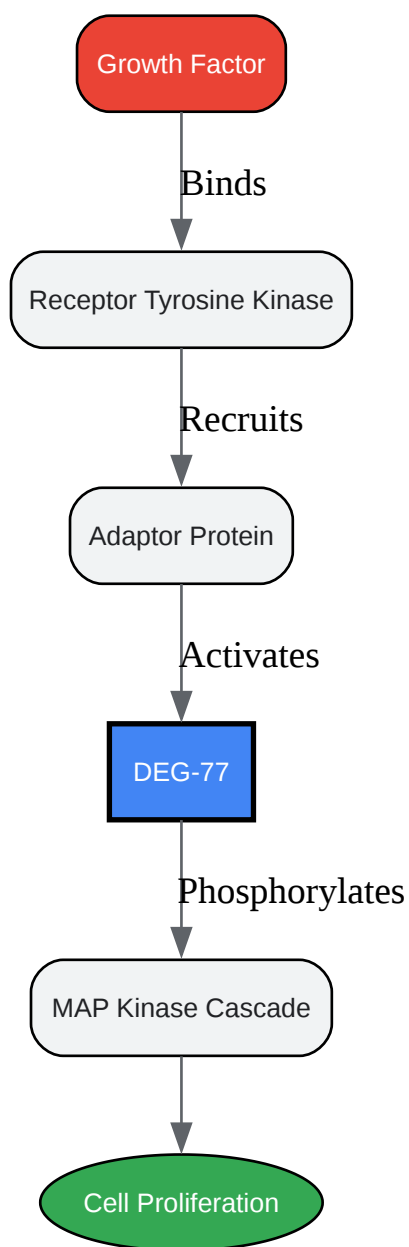 Growth Factor
Binds
Receptor Tyrosine Kinase
Recruits
Adaptor Protein
Activates
DEG-77
Phosphorylates
MAP Kinase Cascade
Cell Proliferation